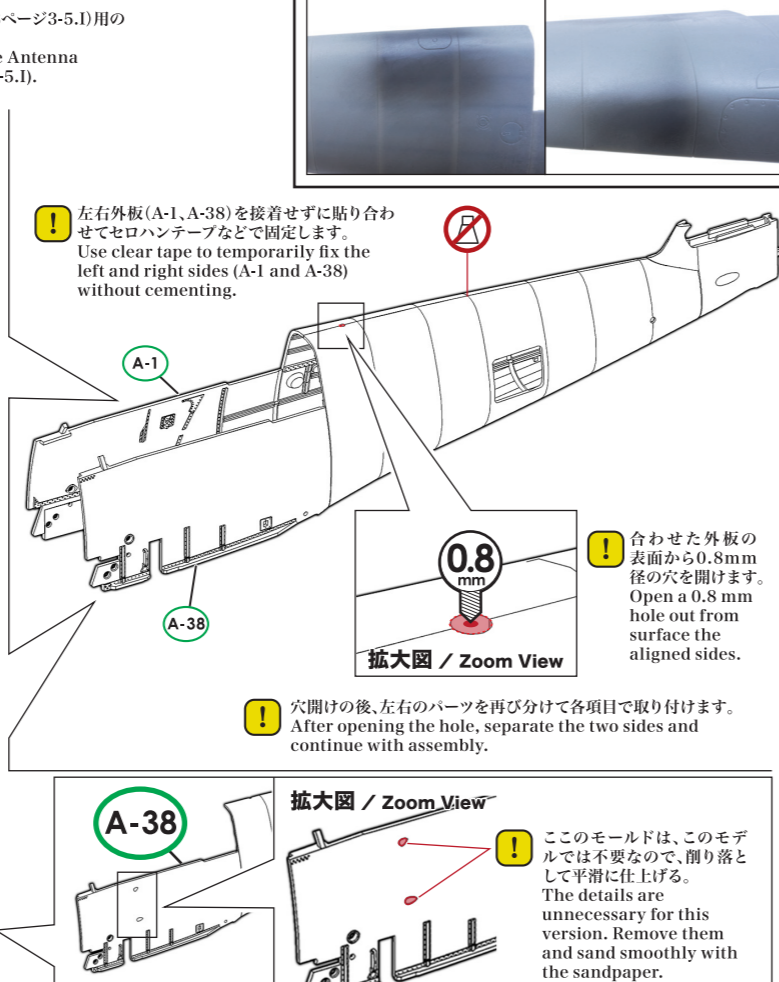 ページ3-5.I)用の
Antenna
-5.I).
左右外板(A-1、A-38)を接着せずに貼り合わ
せてセロハンテープなどで固定します。
Use clear tape to temporarily fix the
left and right sides (A-1 and A-38)
without cementing.
A-1
A-38
0.8
mm
拡大図 / Zoom View
合わせた外板の
表面から0.8mm
径の穴を開けます。
Open a 0.8 mm
hole out from
surface the
aligned sides.
穴開けの後、左右のパーツを再び分けて各項目で取り付けます。
After opening the hole, separate the two sides and
continue with assembly.
A-38
拡大図 / Zoom View
ここのモールドは、このモデ
ルでは不要なので、削り落と
して平滑に仕上げる。
The details are
unnecessary for this
version. Remove them
and sand smoothly with
the sandpaper.